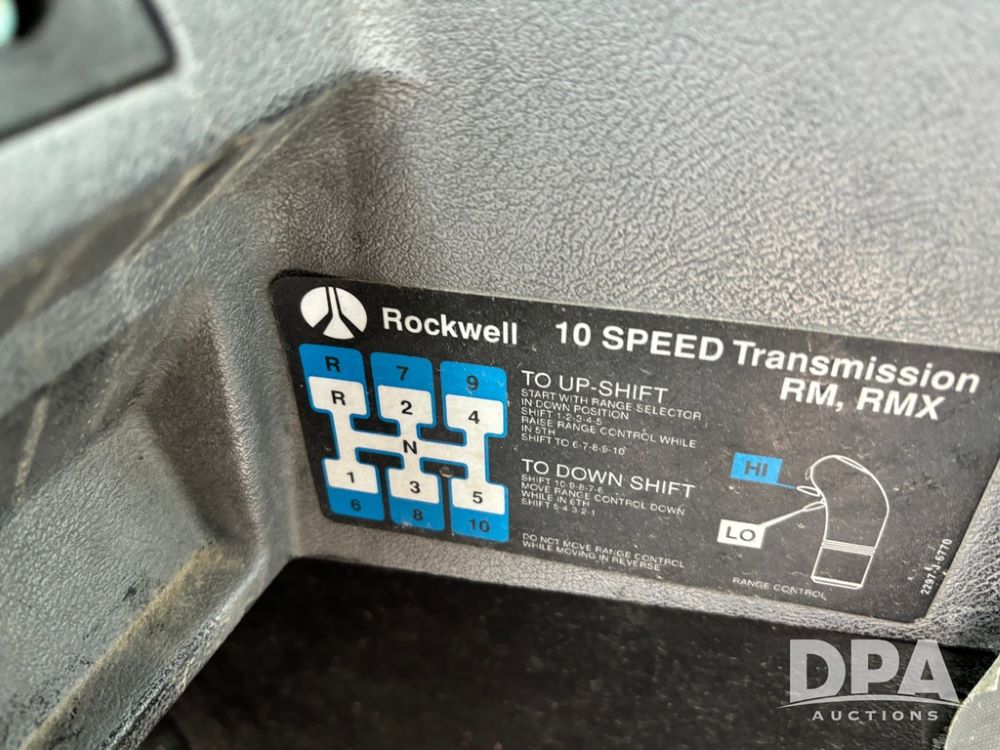 Rockwell 10 SPEED Transmission
RM, RMX
R 7 9
R 2 4
N
1 3 5
6 8 10
TO UP-SHIFT
START WITH RANGE SELECTOR
IN DOWN POSITION
SHIFT 1-2-3-4-5
RAISE RANGE CONTROL WHILE
IN 5TH
SHIFT TO 6-7-8-9-10
TO DOWN SHIFT
SHIFT 10-9-8-7-6
MOVE RANGE CONTROL DOWN
WHILE IN 6TH
SHIFT 5-4-3-2-1
DO NOT MOVE RANGE CONTROL
WHILE MOVING IN REVERSE
HI
LO
RANGE CONTROL
DPA
AUCTIONS